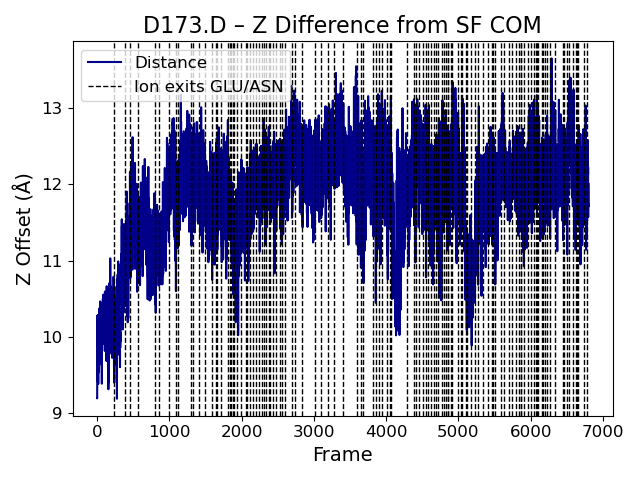 D173.D – Z Difference from SF COM
Distance
Ion exits GLU/ASN
Z Offset (Å)
13
12
11
10
9
0 1000 2000 3000 4000 5000 6000 7000
Frame